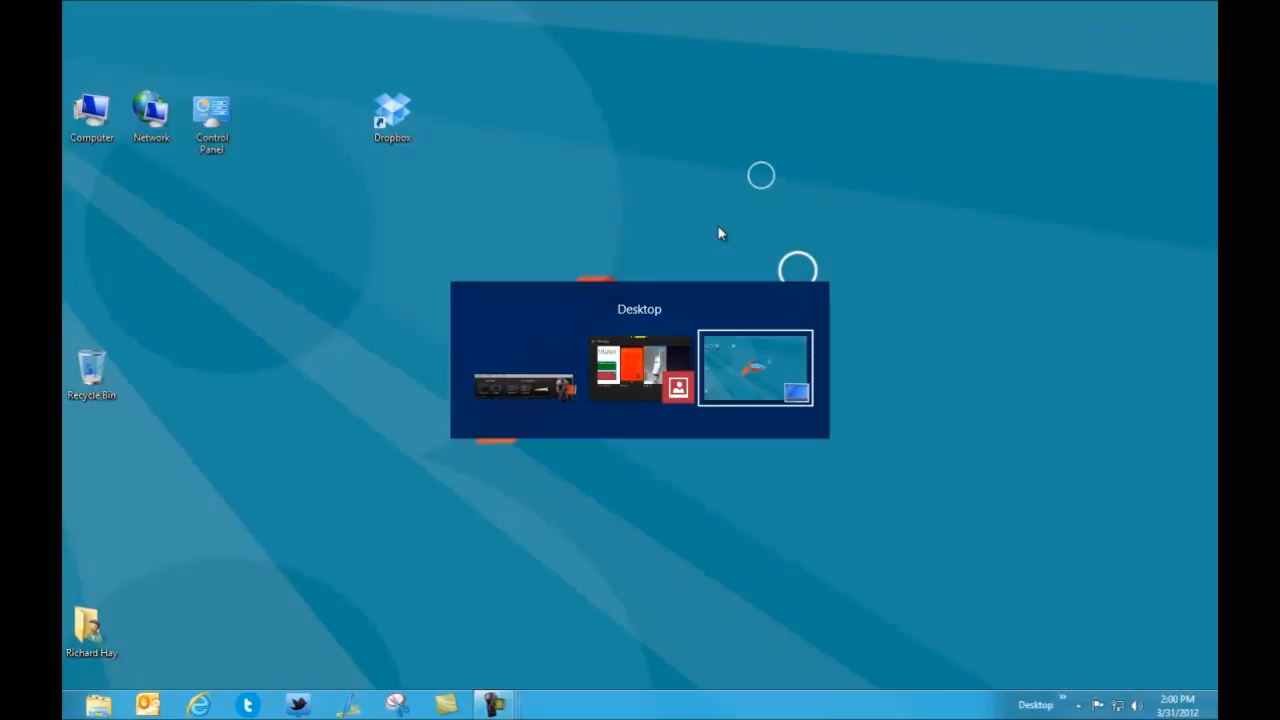 Computer
Network
Control
Panel
Dropbox
Desktop
Recycle Bin
Richard Hay
Desktop
2:00 PM
3/31/2012